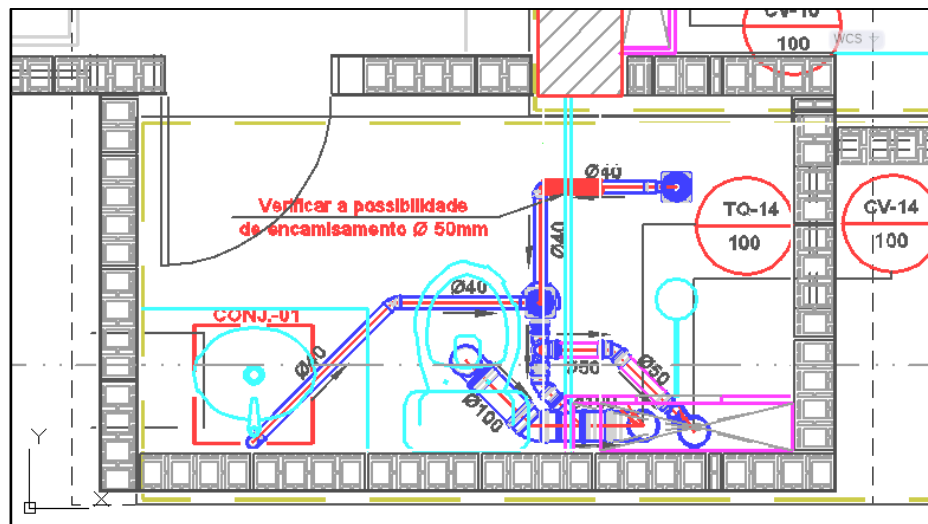 CV-10
100
WCS
Ø40
Verificar a possibilidade
de encamisamento Ø 50mm
Ø40
TQ-14
100
CV-14
100
Ø40
CONJ.-01
Ø40
Ø50
Ø50
Ø100
Y
X